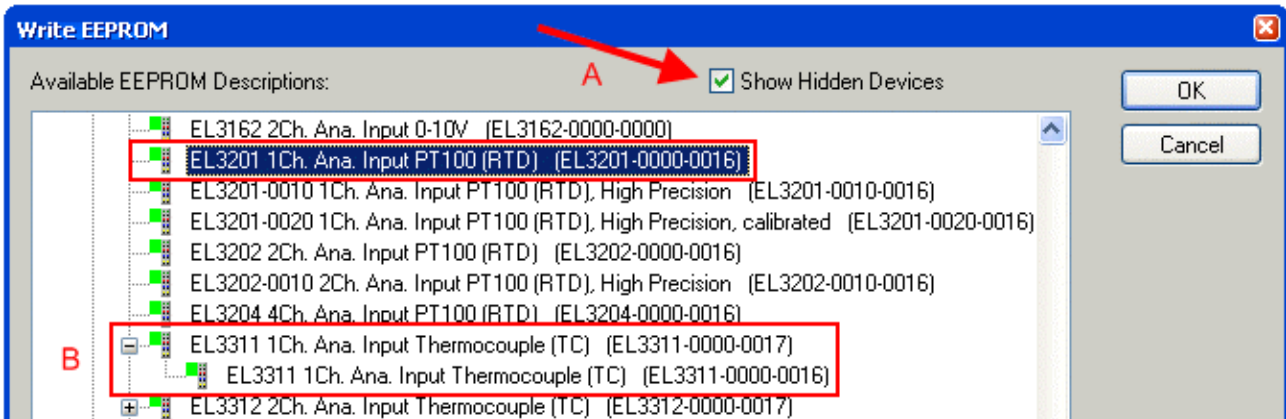 Write EEPROM
Available EEPROM Descriptions: A Show Hidden Devices OK
EL3162 2Ch. Ana. Input 0-10V (EL3162-0000-0000)
EL3201 1Ch. Ana. Input PT100 (RTD) (EL3201-0000-0016) Cancel
EL3201-0010 1Ch. Ana. Input PT100 (RTD), High Precision (EL3201-0010-0016)
EL3201-0020 1Ch. Ana. Input PT100 (RTD), High Precision, calibrated (EL3201-0020-0016)
EL3202 2Ch. Ana. Input PT100 (RTD) (EL3202-0000-0016)
EL3202-0010 2Ch. Ana. Input PT100 (RTD), High Precision (EL3202-0010-0016)
EL3204 4Ch. Ana. Input PT100 (RTD) (EL3204-0000-0016)
EL3311 1Ch. Ana. Input Thermocouple (TC) (EL3311-0000-0017)
B
EL3311 1Ch. Ana. Input Thermocouple (TC) (EL3311-0000-0016)
EL3312 2Ch. Ana. Input Thermocouple (TC) (EL3312-0000-0017)